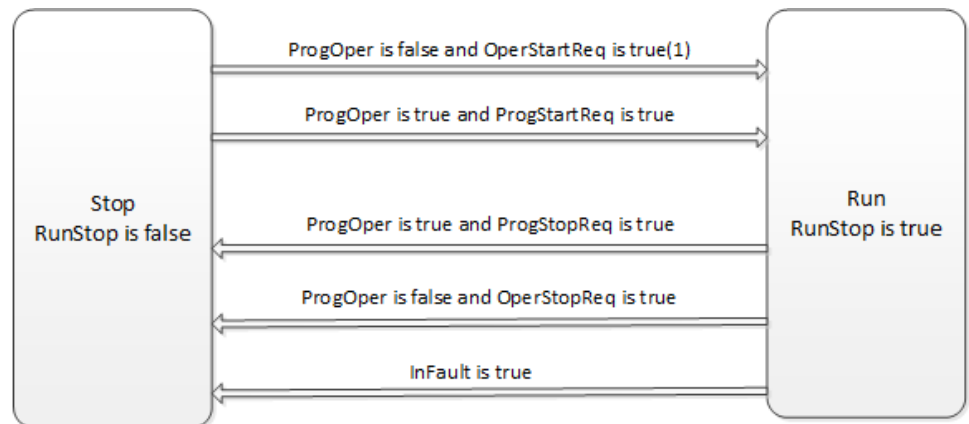 ProgOper is false and OperStartReq is true(1)
ProgOper is true and ProgStartReq is true
Stop
RunStop is false
Run
RunStop is true
ProgOper is true and ProgStopReq is true
ProgOper is false and OperStopReq is true
InFault is true